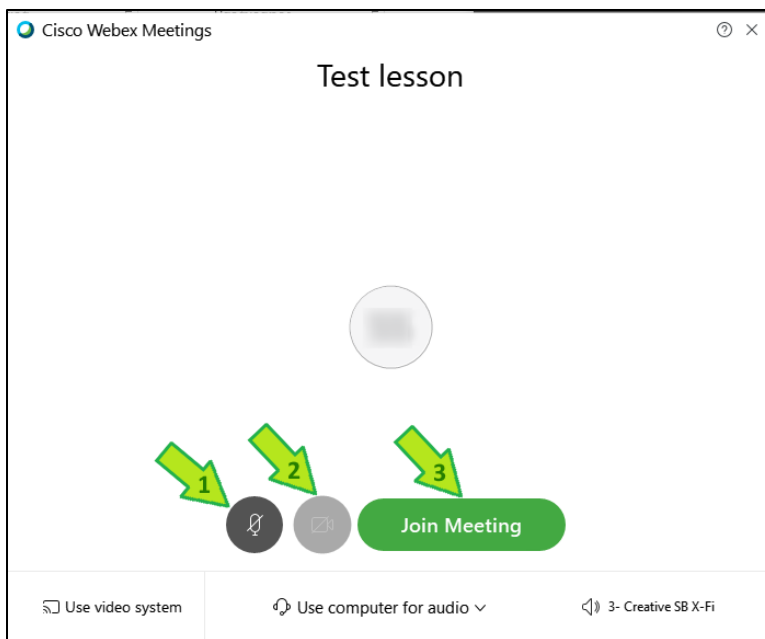 Cisco Webex Meetings
Test lesson
1
2
3
Join Meeting
Use video system
Use computer for audio
3- Creative SB X-Fi